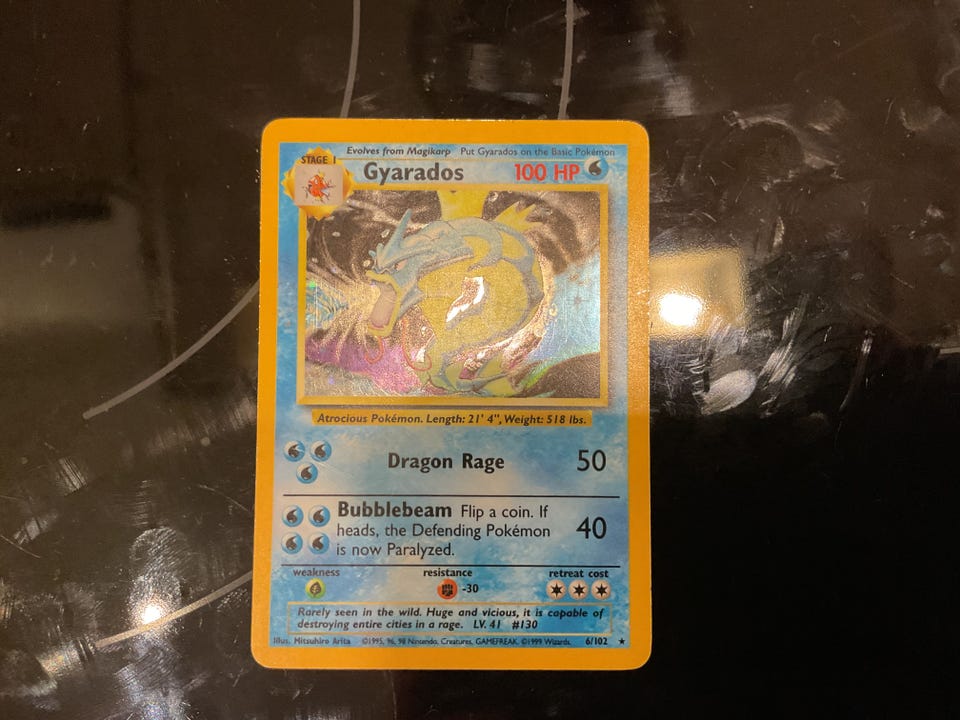 Evolves from Magikarp Put Gyarados on the Basic Pokémon
STAGE 1
Gyarados 100 HP
Atrocious Pokémon. Length: 21' 4", Weight: 518 lbs.
Dragon Rage 50
Bubblebeam Flip a coin. If
heads, the Defending Pokémon
is now Paralyzed.
40
weakness resistance retreat cost
-30
Rarely seen in the wild. Huge and vicious, it is capable of
destroying entire cities in a rage. LV. 41 #130
Illus. Mitsuhiro Arita ©1995, 96, 98 Nintendo, Creatures, GAMEFREAK. ©1999 Wizards. 6/102 ★